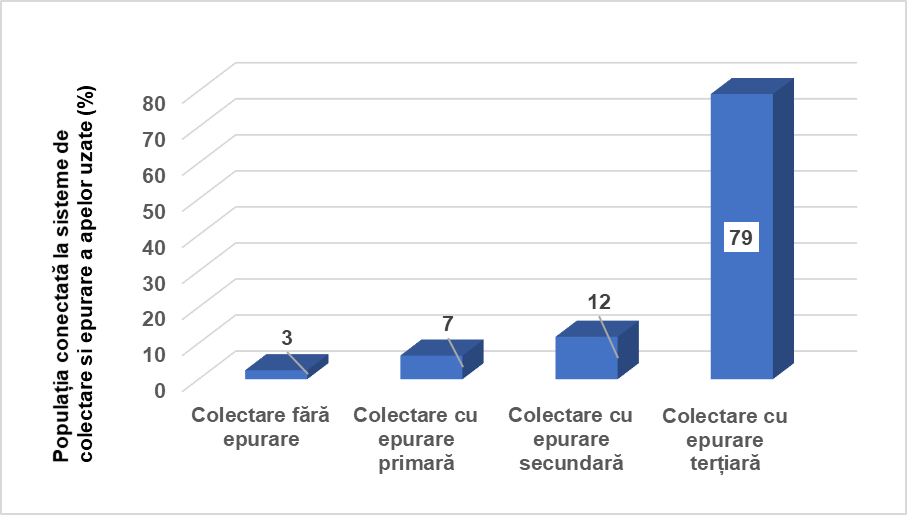 Populația conectată la sisteme de
colectare si epurare a apelor uzate (%)
80
70
60
50
40
30
20
10
0
3
7
12
79
Colectare fără
epurare
Colectare cu
epurare
primară
Colectare cu
epurare
secundară
Colectare cu
epurare
terțiară